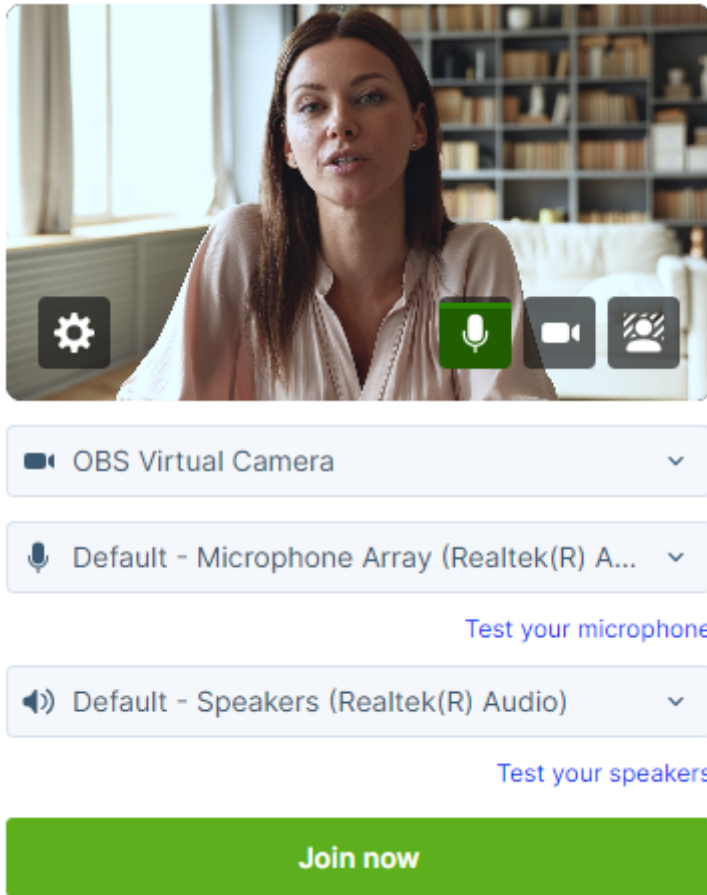 OBS Virtual Camera
Default - Microphone Array (Realtek(R) A...
Test your microphone
Default - Speakers (Realtek(R) Audio)
Test your speakers
Join now